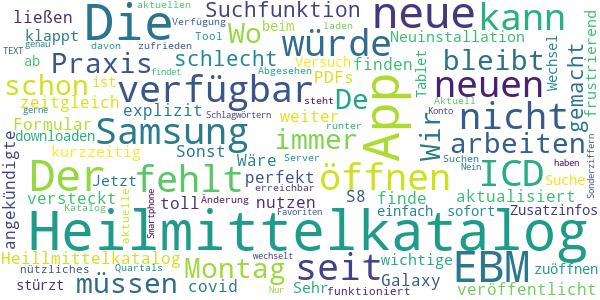 aktuellen Verfügung Suchfunktion neue kann
ließen Die Wo beim laden
klappt davon zufrieden Tool würde Neuinstallation
TEXT genau ab Praxis schlecht Versuch finden bleibt Wechsel frustrierend
gerne findet Abgesehen PDFs Tablet gemacht
schon verfügbar De App neuen
zeitgleich ist explizit steht Aktuell Konto
Formular Samsung Schlagwörtern weiter runter nicht
downloaden Sonst immer Wir arbeiten
angekündigte kurzzeitig Wäre Server Suchen Nein haben Sonderziffern
Der Jetzt fehlt perfekt erreichbar öffnen ICD Suche
versteckt toll Änderung nutzen S8 finde aktualisiert
Katalog aktuelle Smartphone Favoriten einfach sofort Zusatzinfos
Heilmittelkatalog
Heillmittelkatalog Montag seit wichtige EBM zuöffnen
nützliches Quartals wechselt Galaxy
stürzt müssen covid Nur Sehr funktioniert veröffentlicht